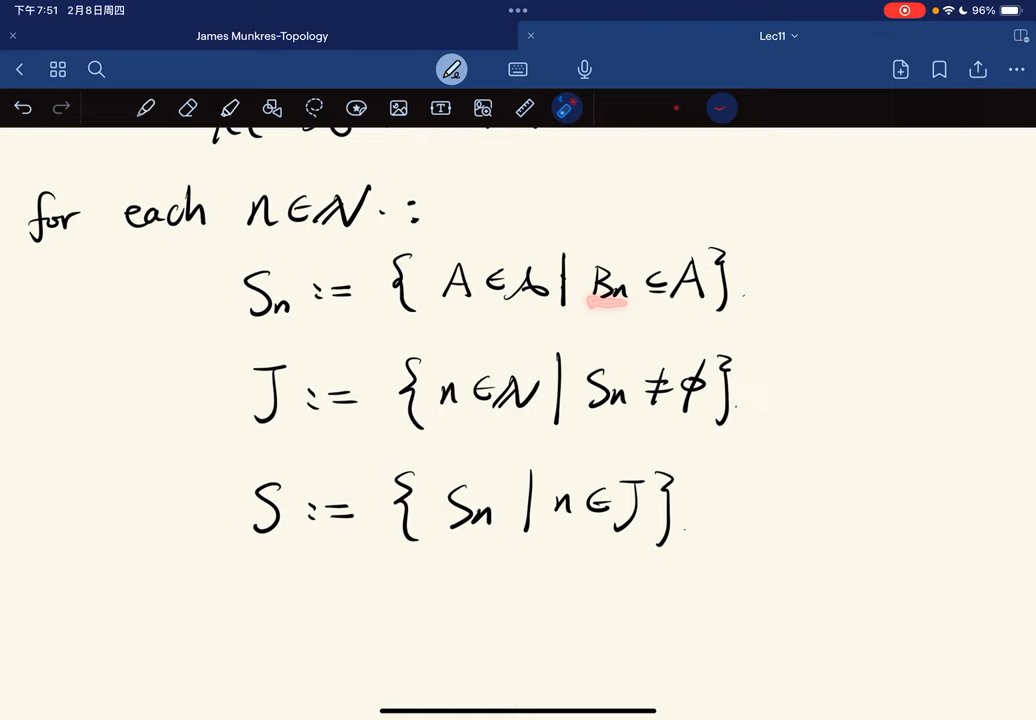 下午7:51 2月8日周四
96%
James Munkres-Topology
Lec11
for each n∈ℕ. :
Sₙ := { A ∈ 𝒜 | Bₙ ⊆ A }.
J := { n ∈ ℕ | Sₙ ≠ ϕ }.
S := { Sₙ | n ∈ J }.